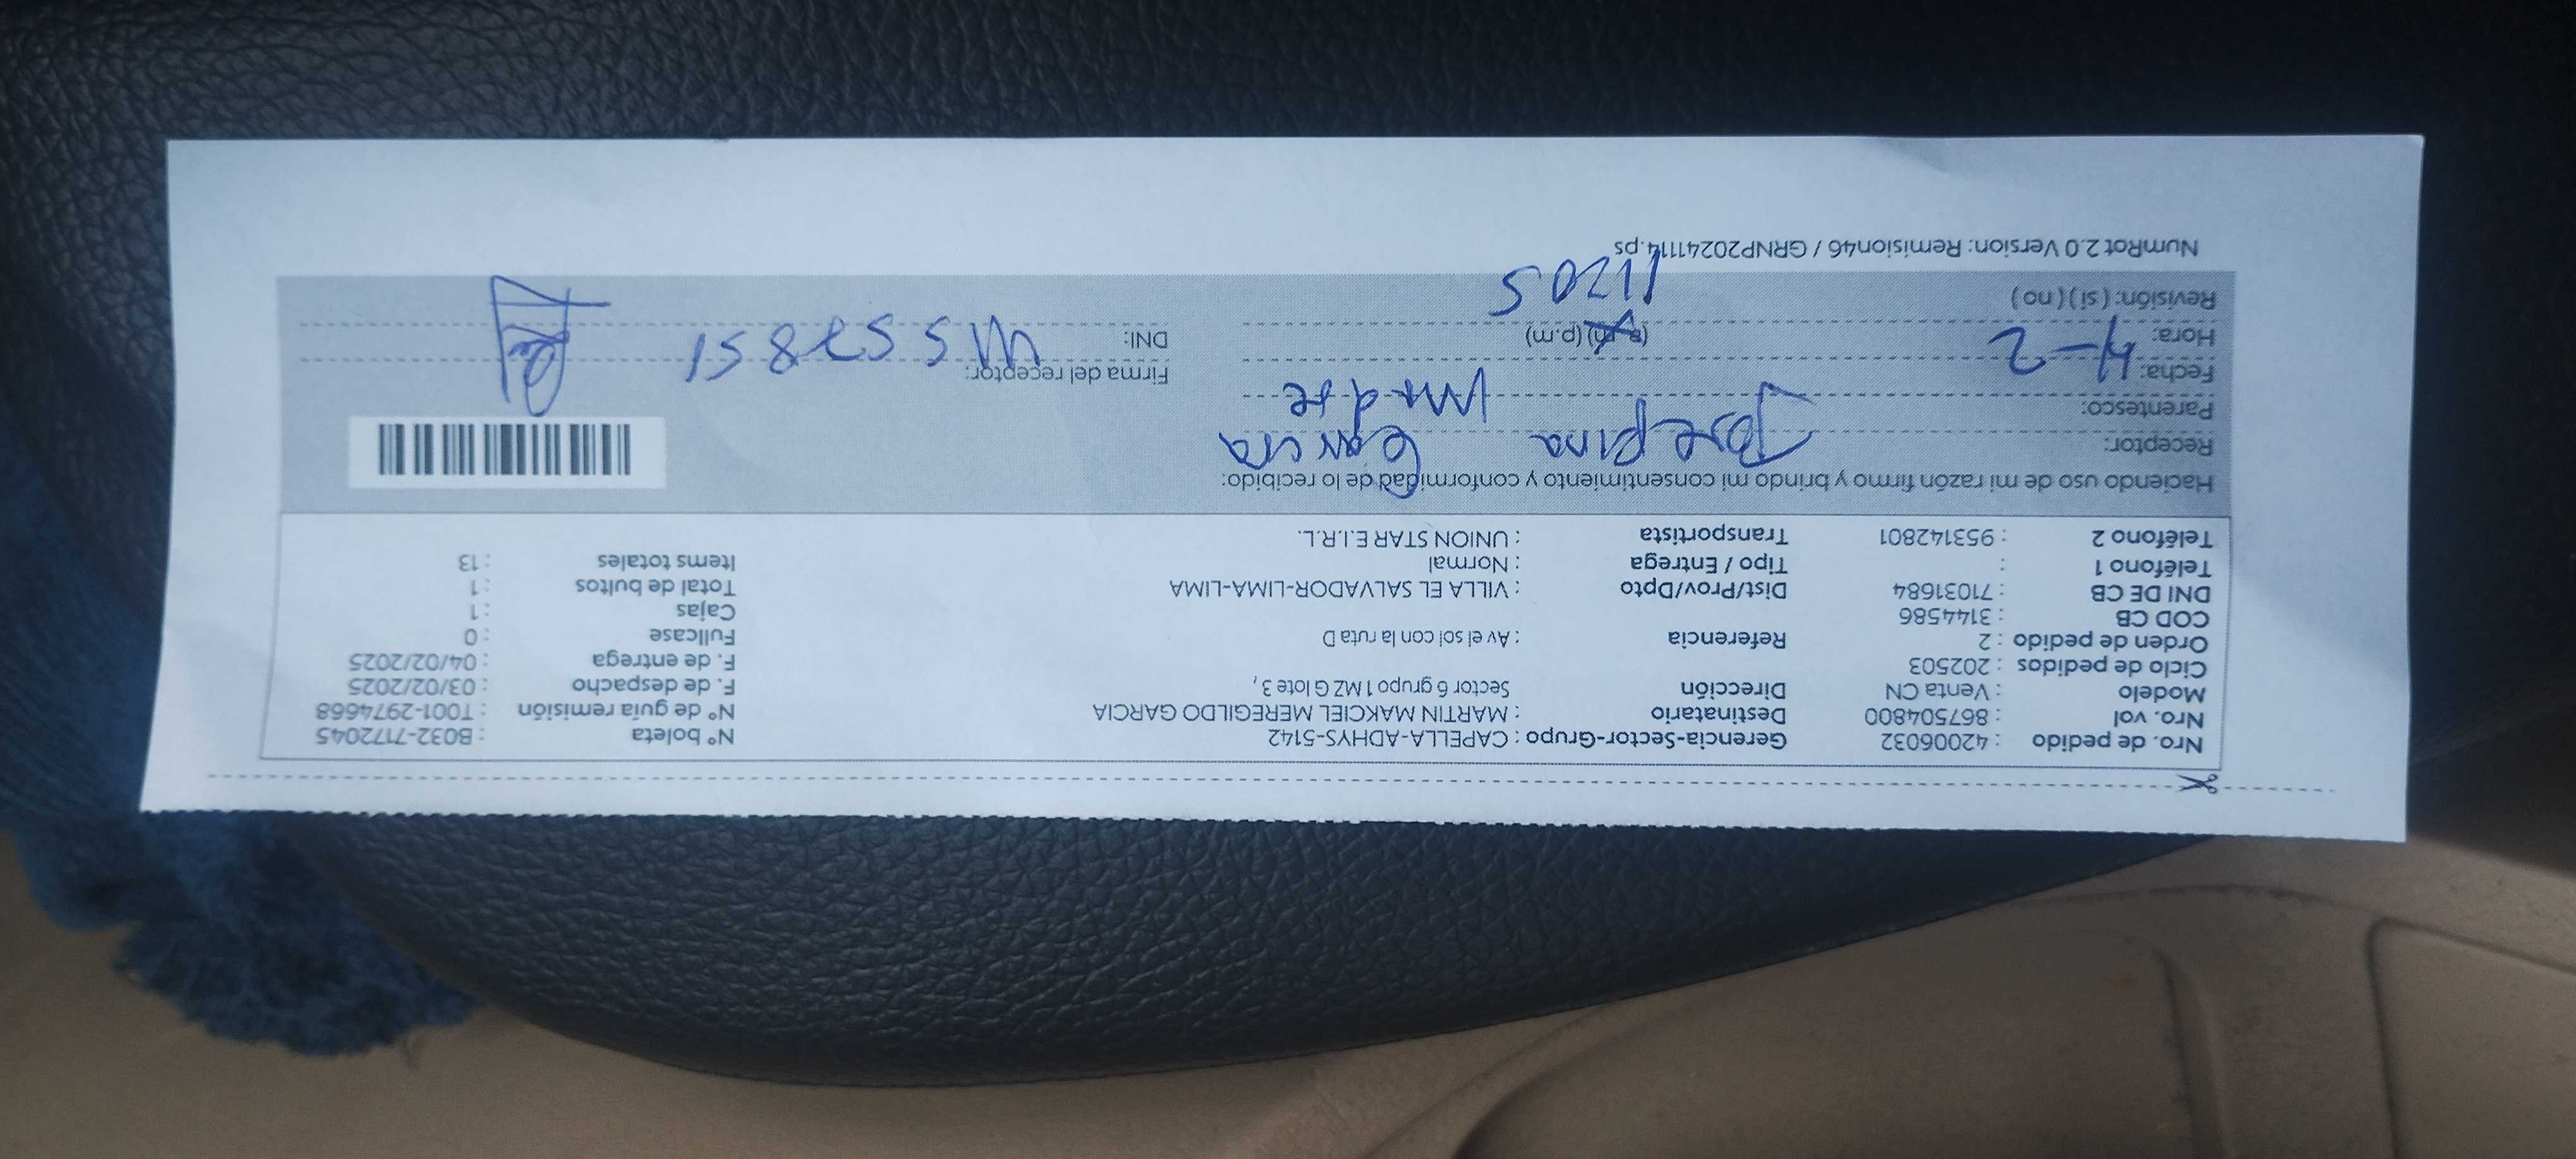 Nro. de pedido : 42006032 Gerencia-Sector-Grupo : CAPELLA-ADHYS-5142 N° boleta : B032-7172045
Nro. vol : 867504800 Destinatario : MARTIN MAKCIEL MEREGILDO GARCIA N° de guía remisión : T001-2974668
Modelo : Venta CN Dirección Sector 6 grupo 1 MZ G lote 3, F. de despacho : 03/02/2025
Ciclo de pedidos : 202503 F. de entrega : 04/02/2025
Orden de pedido : 2 Referencia : Av el sol con la ruta D Fullcase : 0
COD CB : 3144586 Cajas : 1
DNI DE CB : 71031684 Dist/Prov/Dpto : VILLA EL SALVADOR-LIMA-LIMA Total de bultos : 1
Teléfono 1 : Tipo / Entrega : Normal Items totales : 13
Teléfono 2 : 953142801 Transportista : UNION STAR E.I.R.L.
Haciendo uso de mi razón firmo y brindo mi consentimiento y conformidad de lo recibido:
Receptor: Josepina Garcia
Parentesco: Madre
Fecha: 4-2 Firma del receptor:
Hora: (a.m) (p.m) DNI:
Revisión: (si) (no)
NumRot 2.0 Version: Remision46 / GRNP20241114.ps